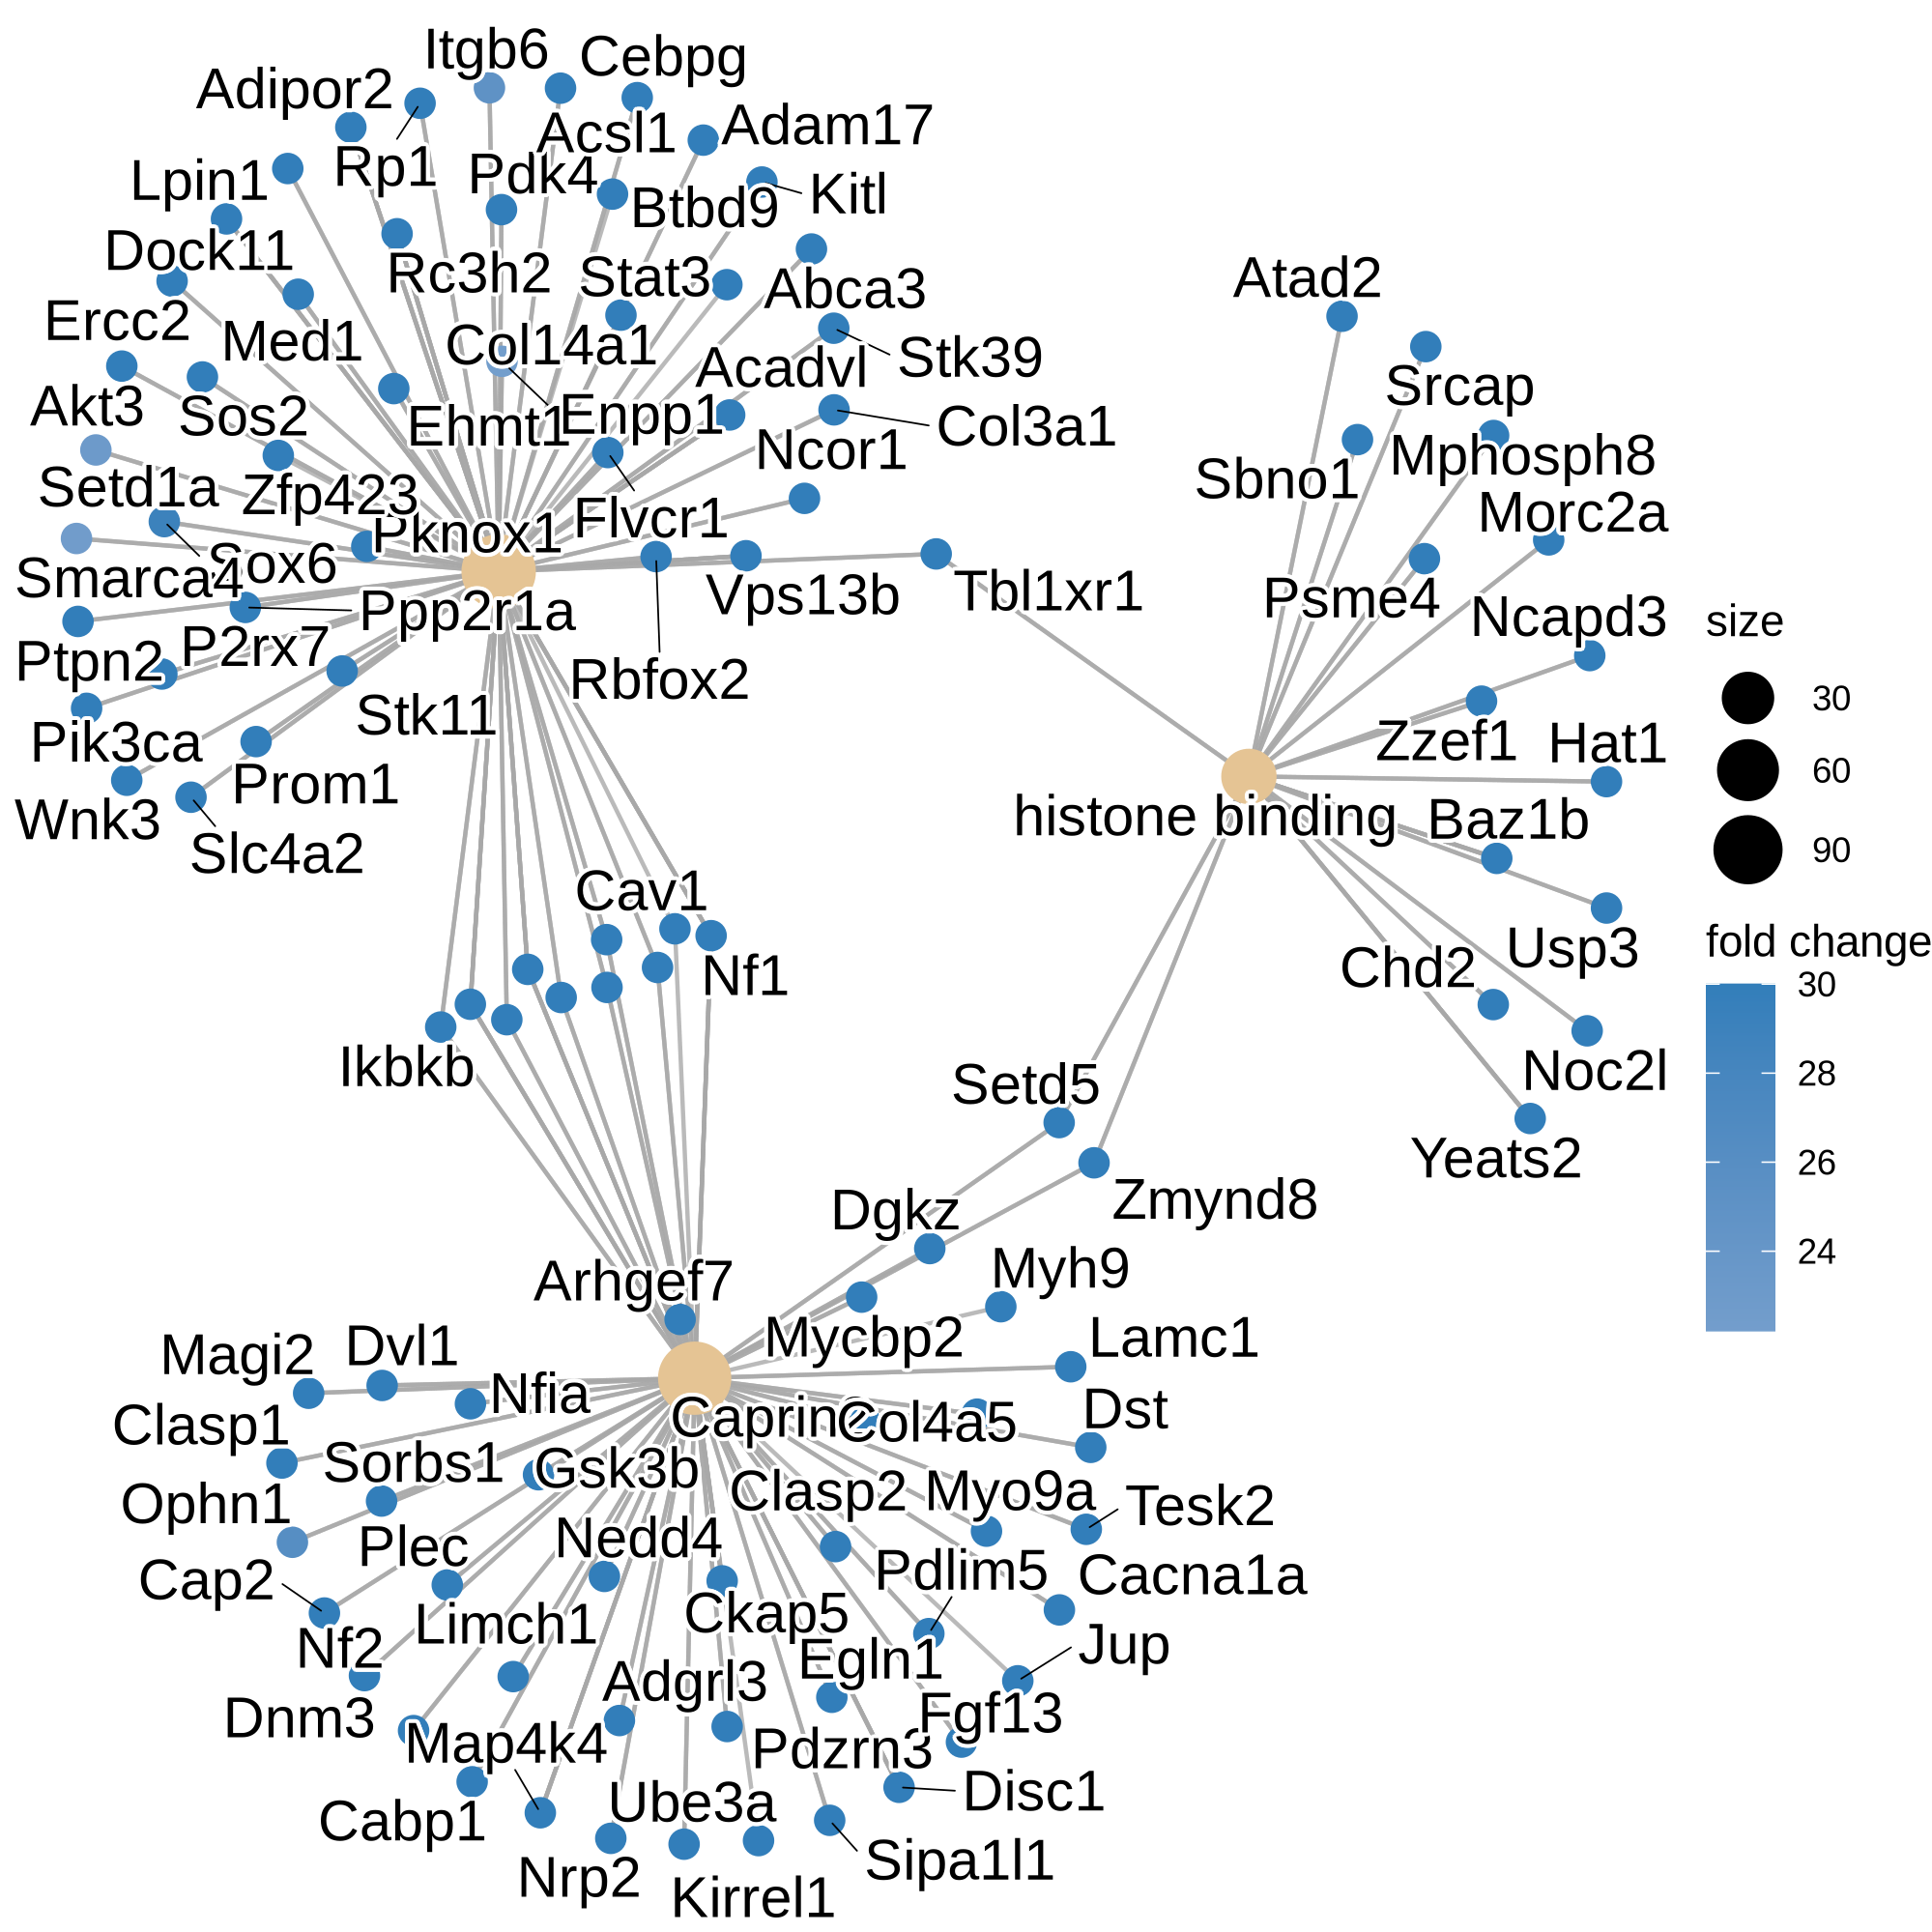 Itgb6
Cebpg
Adipor2
Acsl1
Adam17
Rp1
Pdk4
Lpin1
Btbd9
Kitl
Dock11
Rc3h2
Stat3
Abca3
Atad2
Ercc2
Med1
Col14a1
Acadvl
Stk39
Srcap
Akt3
Sos2
Ehmt1
Enpp1
Ncor1
Col3a1
Mphosph8
Sbno1
Setd1a
Zfp423
Pknox1
Flvcr1
Morc2a
Sox6
Smarca4
Ppp2r1a
Vps13b
Tbl1xr1
Psme4
Ncapd3
size
Ptpn2
P2rx7
Rbfox2
30
Stk11
Pik3ca
Zzef1
Hat1
60
Prom1
Wnk3
histone binding
Baz1b
Slc4a2
90
Cav1
Nf1
Chd2
Usp3
fold change
30
Ikbkb
Setd5
Noc2l
28
Yeats2
26
Dgkz
Zmynd8
Arhgef7
Myh9
24
Magi2
Dvl1
Mycbp2
Lamc1
Nfia
Clasp1
Caprin2
Col4a5
Dst
Sorbs1
Gsk3b
Ophn1
Clasp2
Myo9a
Tesk2
Plec
Nedd4
Cap2
Pdlim5
Cacna1a
Nf2
Limch1
Ckap5
Egln1
Jup
Dnm3
Adgrl3
Fgf13
Map4k4
Pdzrn3
Cabp1
Ube3a
Disc1
Nrp2
Kirrel1
Sipa1l1